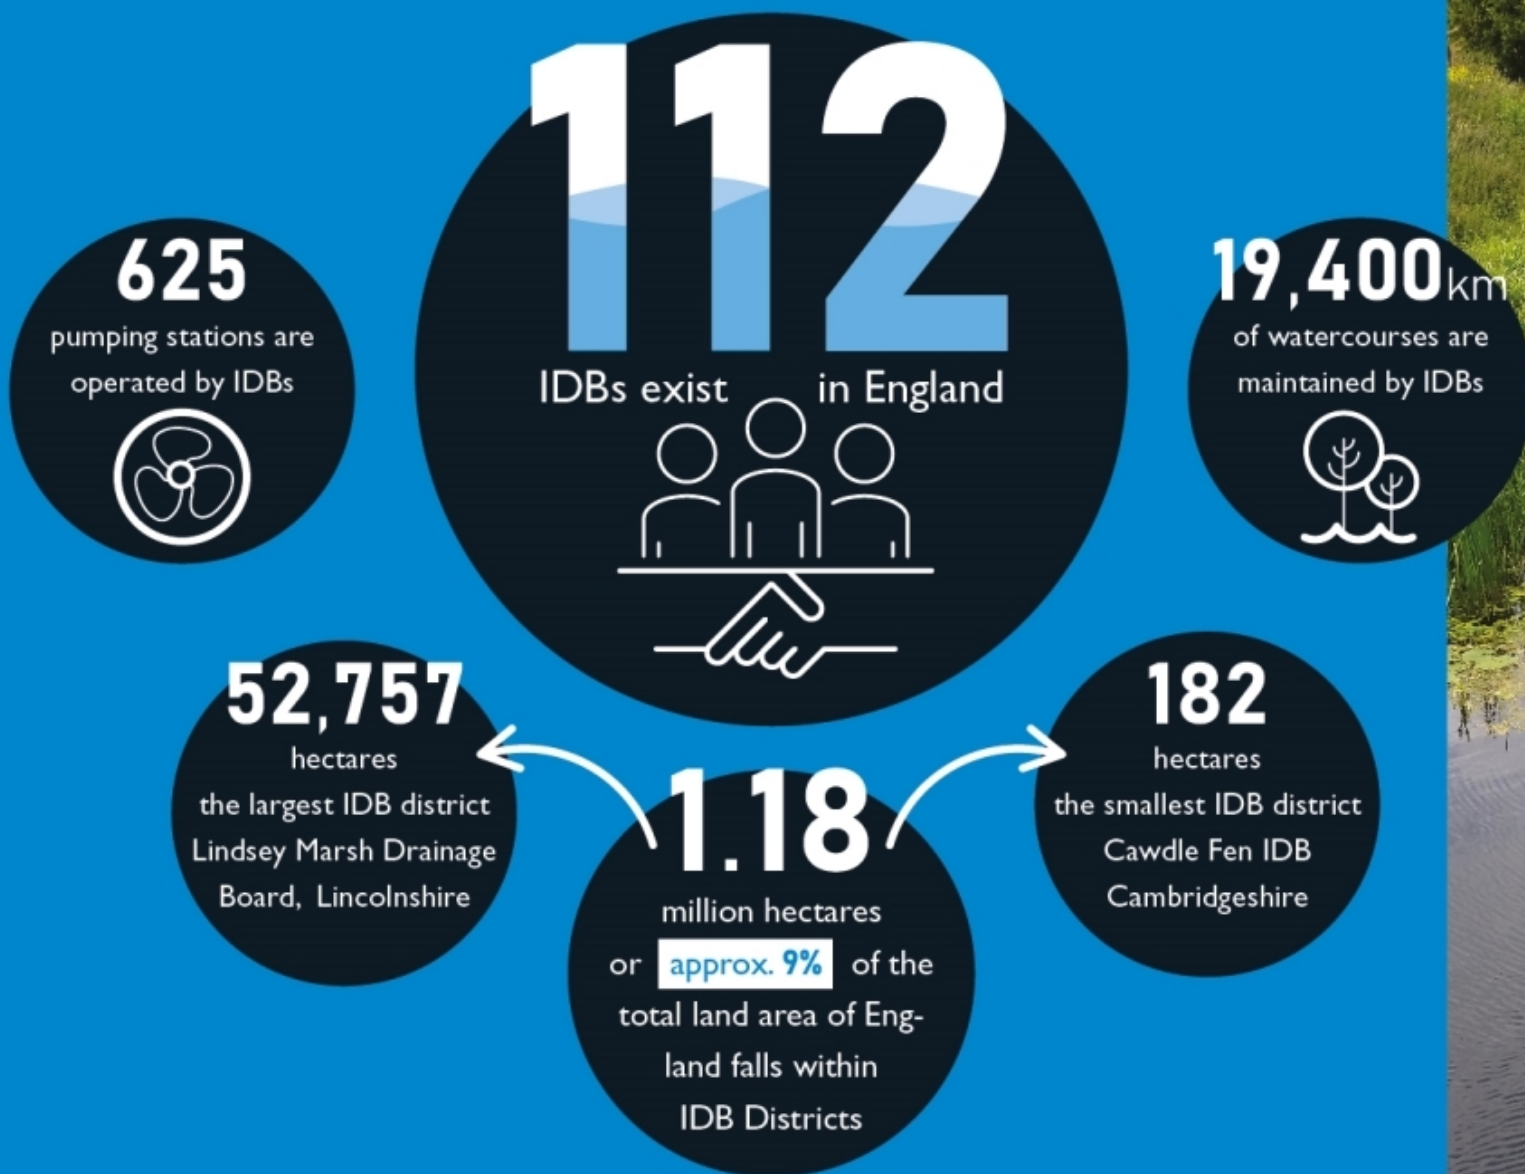 112
IDBs exist in England
625
pumping stations are
operated by IDBs
19,400km
of watercourses are
maintained by IDBs
52,757
hectares
the largest IDB district
Lindsey Marsh Drainage
Board, Lincolnshire
1.18
million hectares
or approx. 9% of the
total land area of Eng-
land falls within
IDB Districts
182
hectares
the smallest IDB district
Cawdle Fen IDB
Cambridgeshire